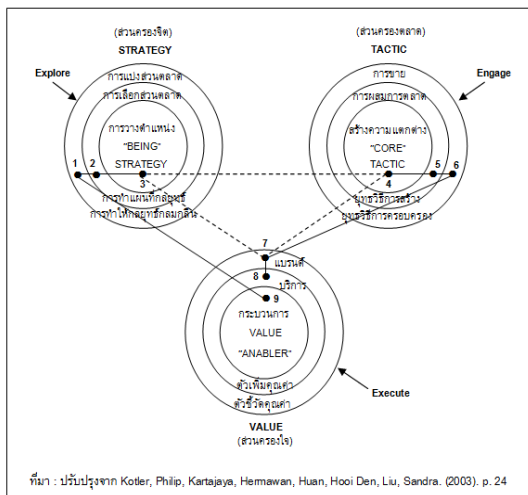 (ส่วนครองจิต)
STRATEGY
(ส่วนครองตลาด)
TACTIC
Explore
Engage
การแบ่งส่วนตลาด
การเลือกส่วนตลาด
การวางตำแหน่ง
"BEING"
STRATEGY
1
2
3
การทำแผนที่กลยุทธ์
การทำให้กลยุทธ์กลมกลืน
การขาย
การผสมการตลาด
สร้างความแตกต่าง
"CORE"
TACTIC
4
5
6
ยุทธวิธีการสร้าง
ยุทธวิธีการครอบครอง
7
แบรนด์
8
บริการ
9
กระบวนการ
VALUE
"ANABLER"
ตัวเพิ่มคุณค่า
ตัวชี้วัดคุณค่า
Execute
VALUE
(ส่วนครองใจ)
ที่มา : ปรับปรุงจาก Kotler, Philip, Kartajaya, Hermawan, Huan, Hooi Den, Liu, Sandra. (2003). p. 24